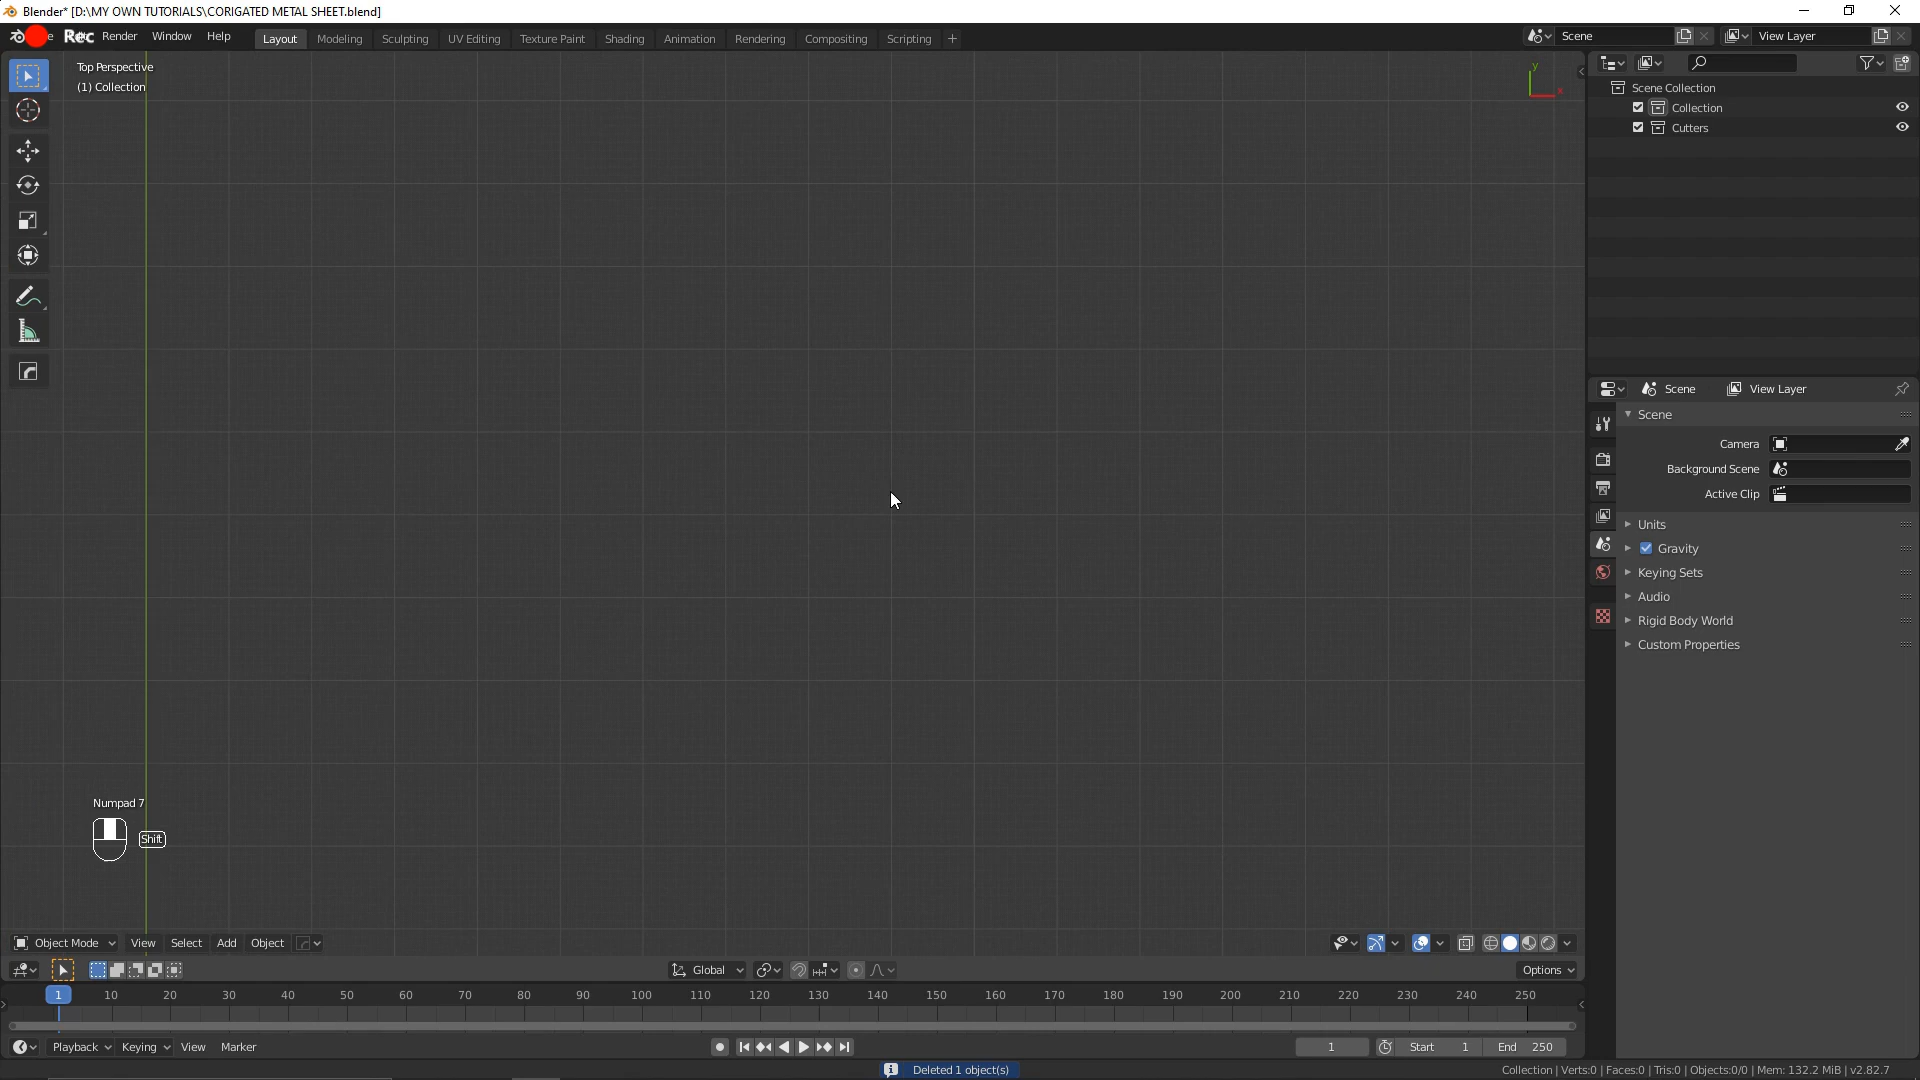 Blender* [D:\MY OWN TUTORIALS\CORIGATED METAL SHEET.blend]
Rec Render Window Help Layout Modeling Sculpting UV Editing Texture Paint Shading Animation Rendering Compositing Scripting + Scene View Layer
Top Perspective
(1) Collection
y
x
Scene Collection
Collection
Cutters
Scene View Layer
Scene
Camera
Background Scene
Active Clip
Units
Gravity
Keying Sets
Audio
Rigid Body World
Custom Properties
Numpad 7
Shift
Object Mode View Select Add Object
Global Options
1 10 20 30 40 50 60 70 80 90 100 110 120 130 140 150 160 170 180 190 200 210 220 230 240 250
Playback Keying View Marker 1 Start 1 End 250
Deleted 1 object(s) Collection | Verts:0 | Faces:0 | Tris:0 | Objects:0/0 | Mem: 132.2 MiB | v2.82.7